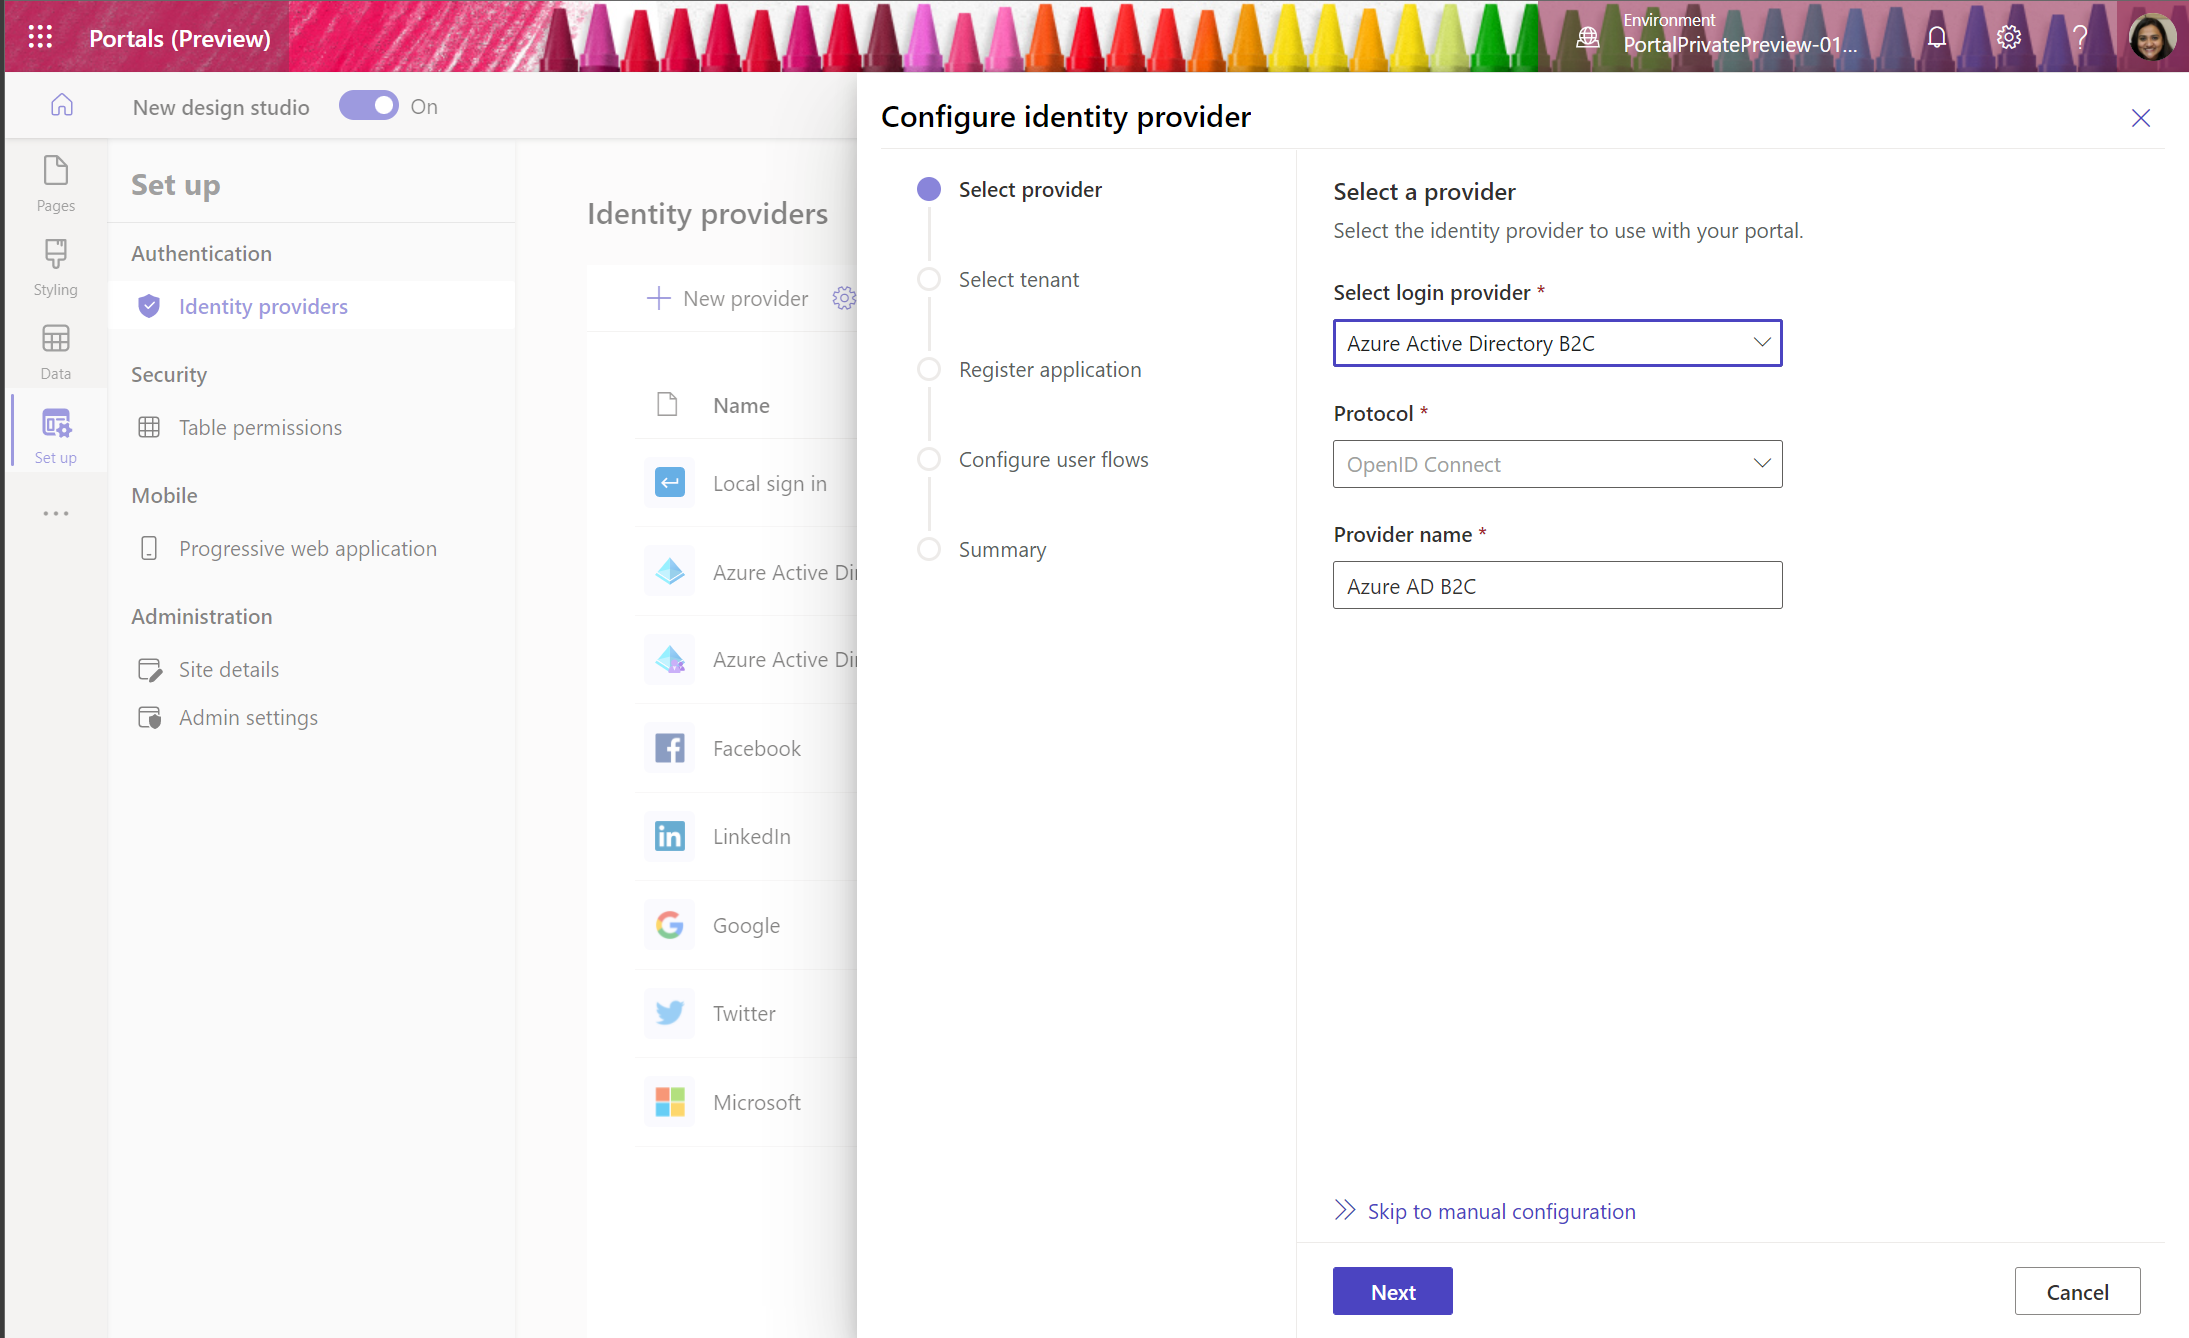 Portals (Preview)
Environment
PortalPrivatePreview-01...
New design studio
On
Pages
Styling
Data
Set up
Set up
Authentication
Identity providers
Security
Table permissions
Mobile
Progressive web application
Administration
Site details
Admin settings
Identity providers
New provider
Name
Local sign in
Azure Active Di
Azure Active Di
Facebook
LinkedIn
Google
Twitter
Microsoft
Configure identity provider
Select provider
Select tenant
Register application
Configure user flows
Summary
Select a provider
Select the identity provider to use with your portal.
Select login provider *
Azure Active Directory B2C
Protocol *
OpenID Connect
Provider name *
Azure AD B2C
Skip to manual configuration
Next
Cancel